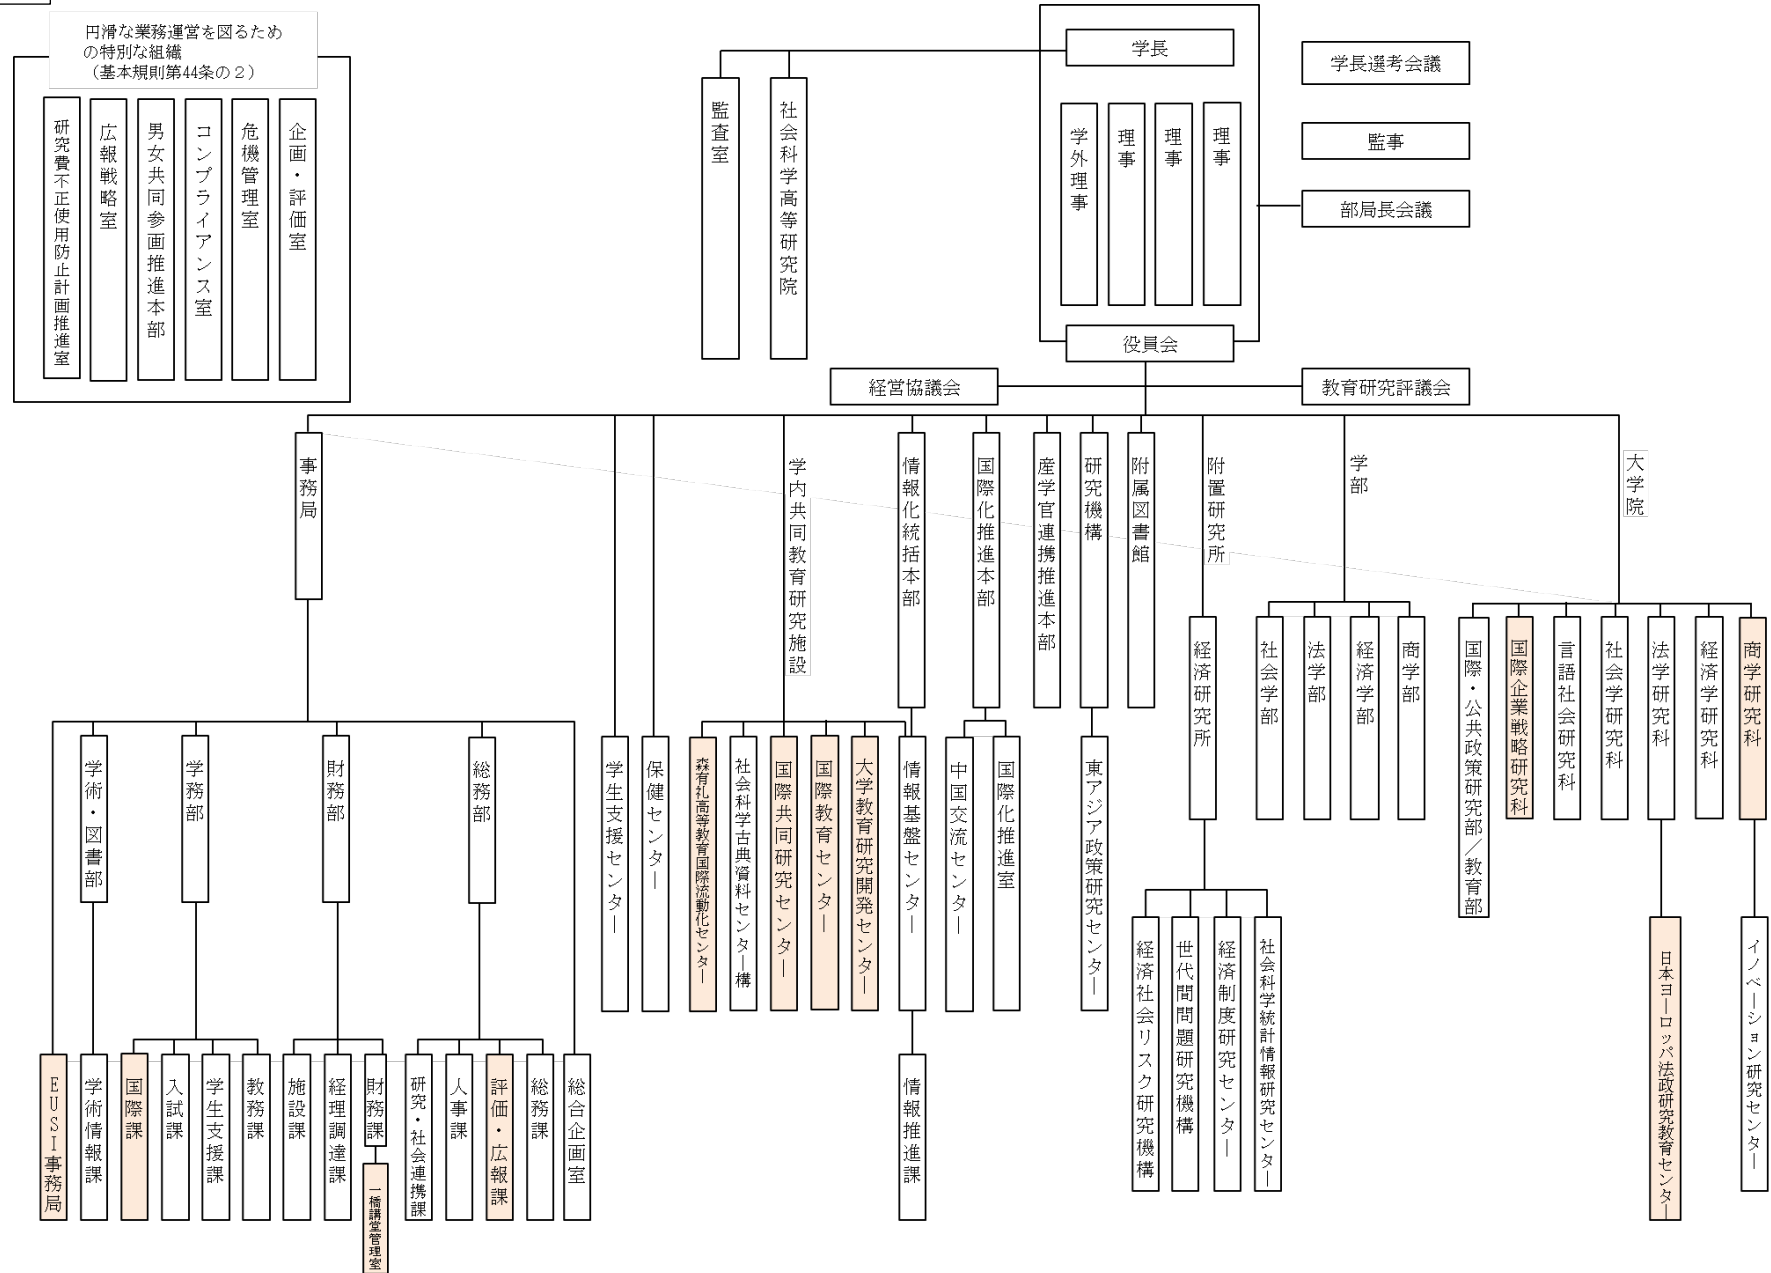 円滑な業務運営を図るため
の特別な組織
（基本規則第44条の２）
研究費不正使用防止計画推進室
広報戦略室
男女共同参画推進本部
コンプライアンス室
危機管理室
企画・評価室
学長
学長選考会議
監査室
社会科学高等研究院
学外理事
理事
理事
理事
監事
部局長会議
役員会
経営協議会
教育研究評議会
事務局
学内共同教育研究施設
情報化統括本部
国際化推進本部
産学官連携推進本部
研究機構
附属図書館
附置研究所
学部
大学院
経済研究所
社会学部
法学部
経済学部
商学部
国際・公共政策研究部／教育部
国際企業戦略研究科
言語社会研究科
社会学研究科
法学研究科
経済学研究科
商学研究科
学術・図書部
学務部
財務部
総務部
学生支援センター
保健センター
森有礼高等教育国際流動化センター
社会科学古典資料センター構
国際共同研究センター
国際教育センター
大学教育研究開発センター
情報基盤センター
中国交流センター
国際化推進室
東アジア政策研究センター
経済社会リスク研究機構
世代間問題研究機構
経済制度研究センター
社会科学統計情報研究センター
日本ヨーロッパ法政研究教育センター
イノベーション研究センター
ＥＵＳＩ事務局
学術情報課
国際課
入試課
学生支援課
教務課
施設課
経理調達課
財務課
研究・社会連携課
人事課
評価・広報課
総務課
総合企画室
情報推進課
一橋講堂管理室